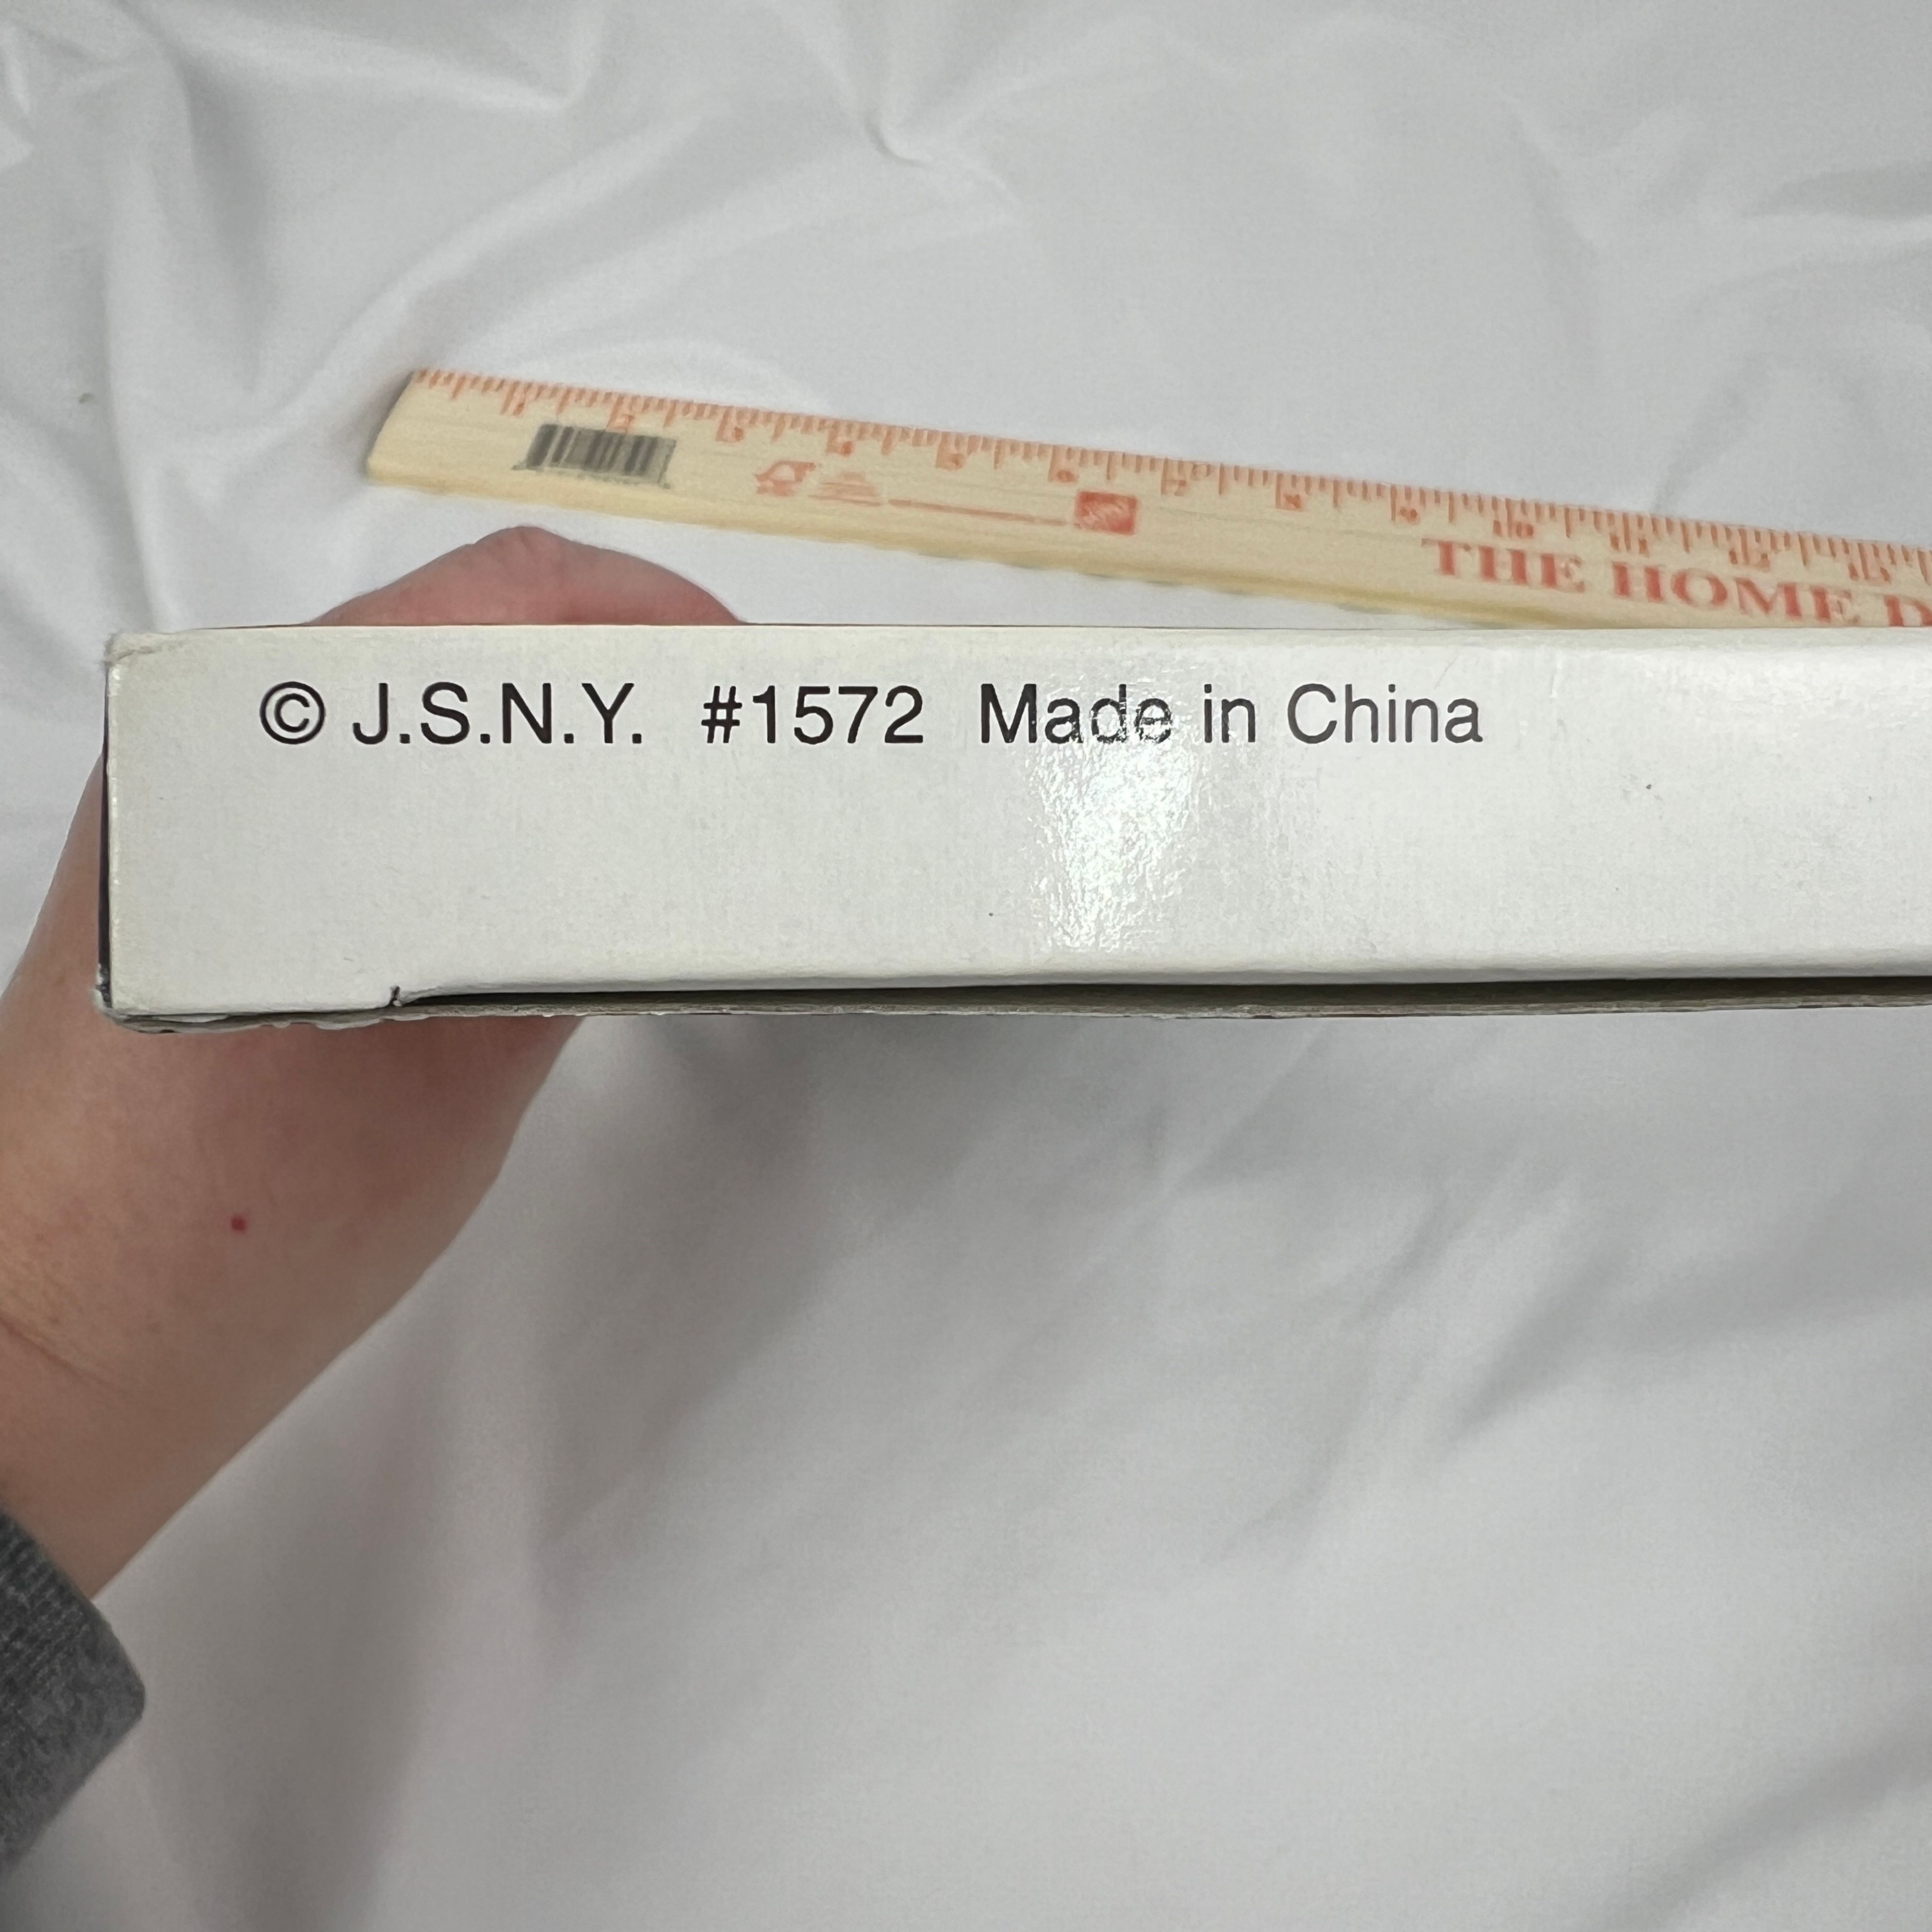 THE HOME D
© J.S.N.Y. #1572 Made in China